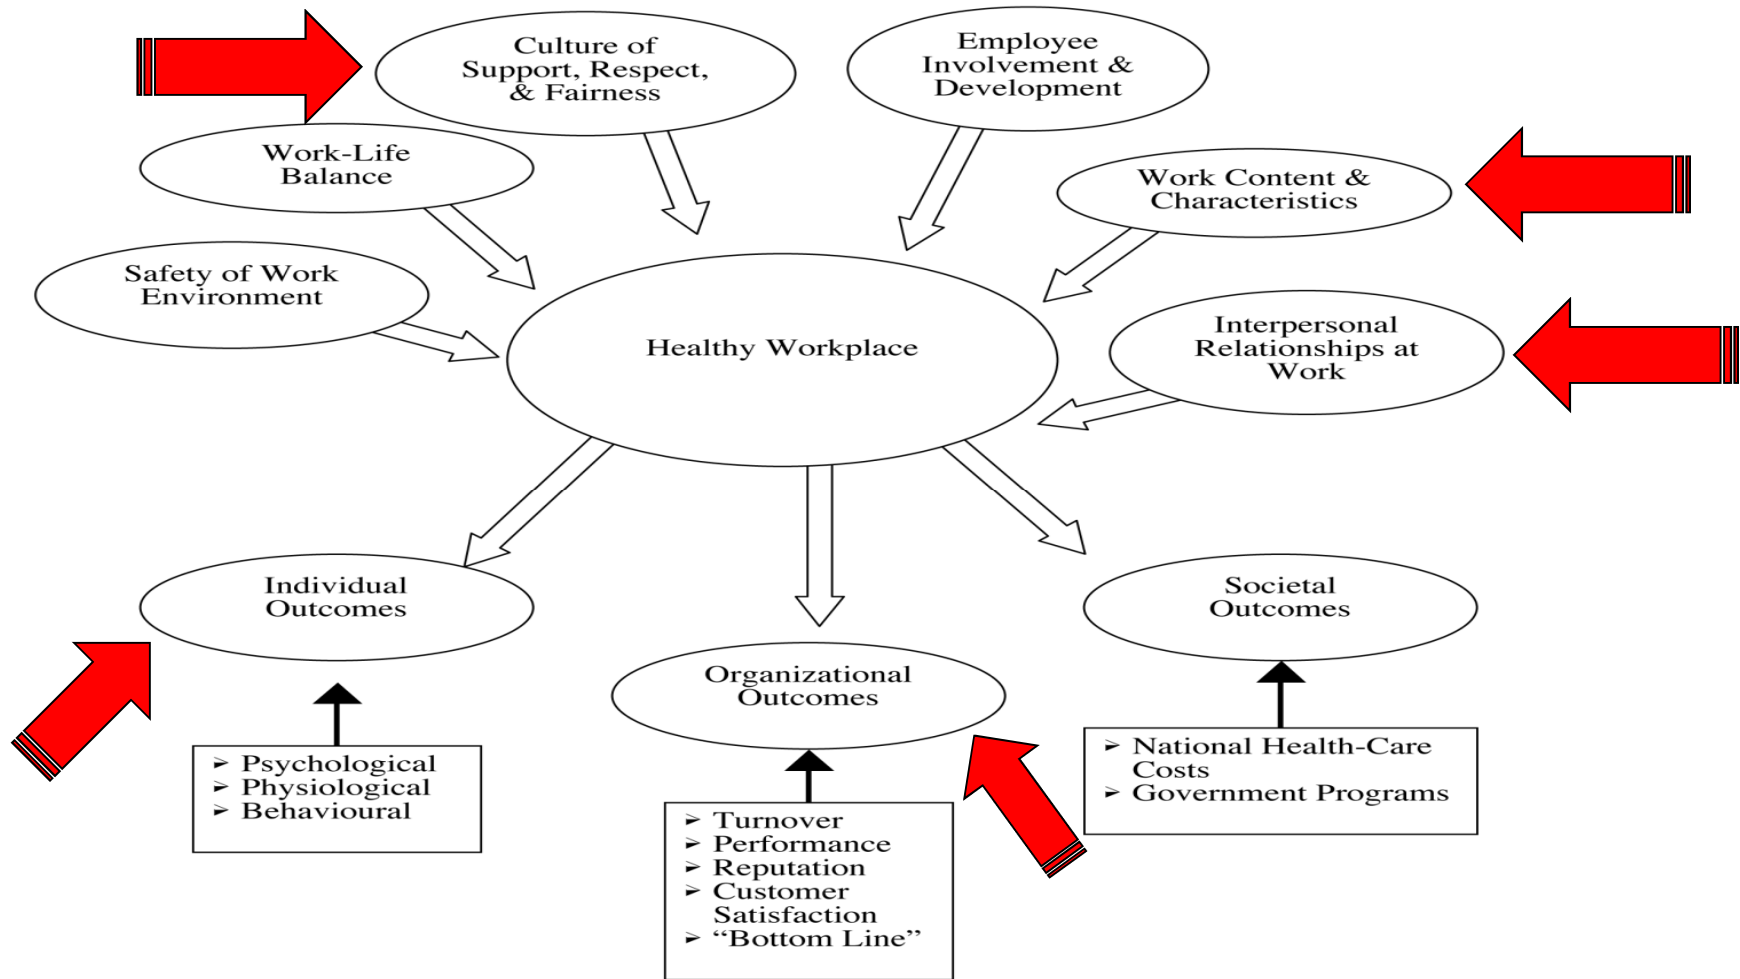 Culture of
Support, Respect,
& Fairness
Employee
Involvement &
Development
Work-Life
Balance
Work Content &
Characteristics
Safety of Work
Environment
Interpersonal
Relationships at
Work
Healthy Workplace
Individual
Outcomes
Societal
Outcomes
Organizational
Outcomes
➢ Psychological
➢ Physiological
➢ Behavioural
➢ Turnover
➢ Performance
➢ Reputation
➢ Customer
Satisfaction
➢ “Bottom Line”
➢ National Health-Care
Costs
➢ Government Programs